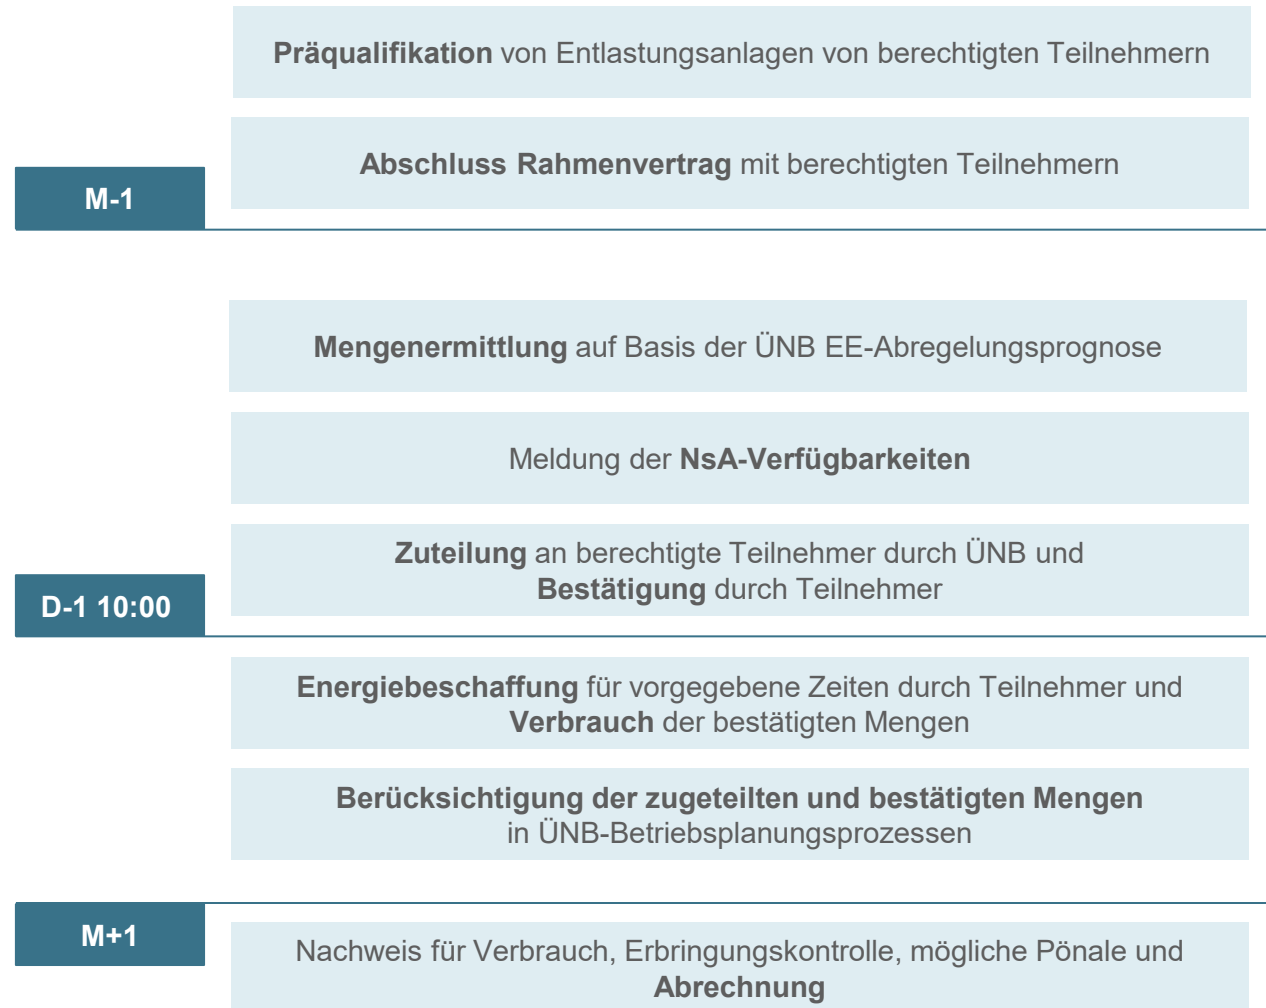 Präqualifikation von Entlastungsanlagen von berechtigten Teilnehmern
Abschluss Rahmenvertrag mit berechtigten Teilnehmern
M-1
Mengenermittlung auf Basis der ÜNB EE-Abregelungsprognose
Meldung der NsA-Verfügbarkeiten
Zuteilung an berechtigte Teilnehmer durch ÜNB und
Bestätigung durch Teilnehmer
D-1 10:00
Energiebeschaffung für vorgegebene Zeiten durch Teilnehmer und
Verbrauch der bestätigten Mengen
Berücksichtigung der zugeteilten und bestätigten Mengen
in ÜNB-Betriebsplanungsprozessen
M+1
Nachweis für Verbrauch, Erbringungskontrolle, mögliche Pönale und
Abrechnung